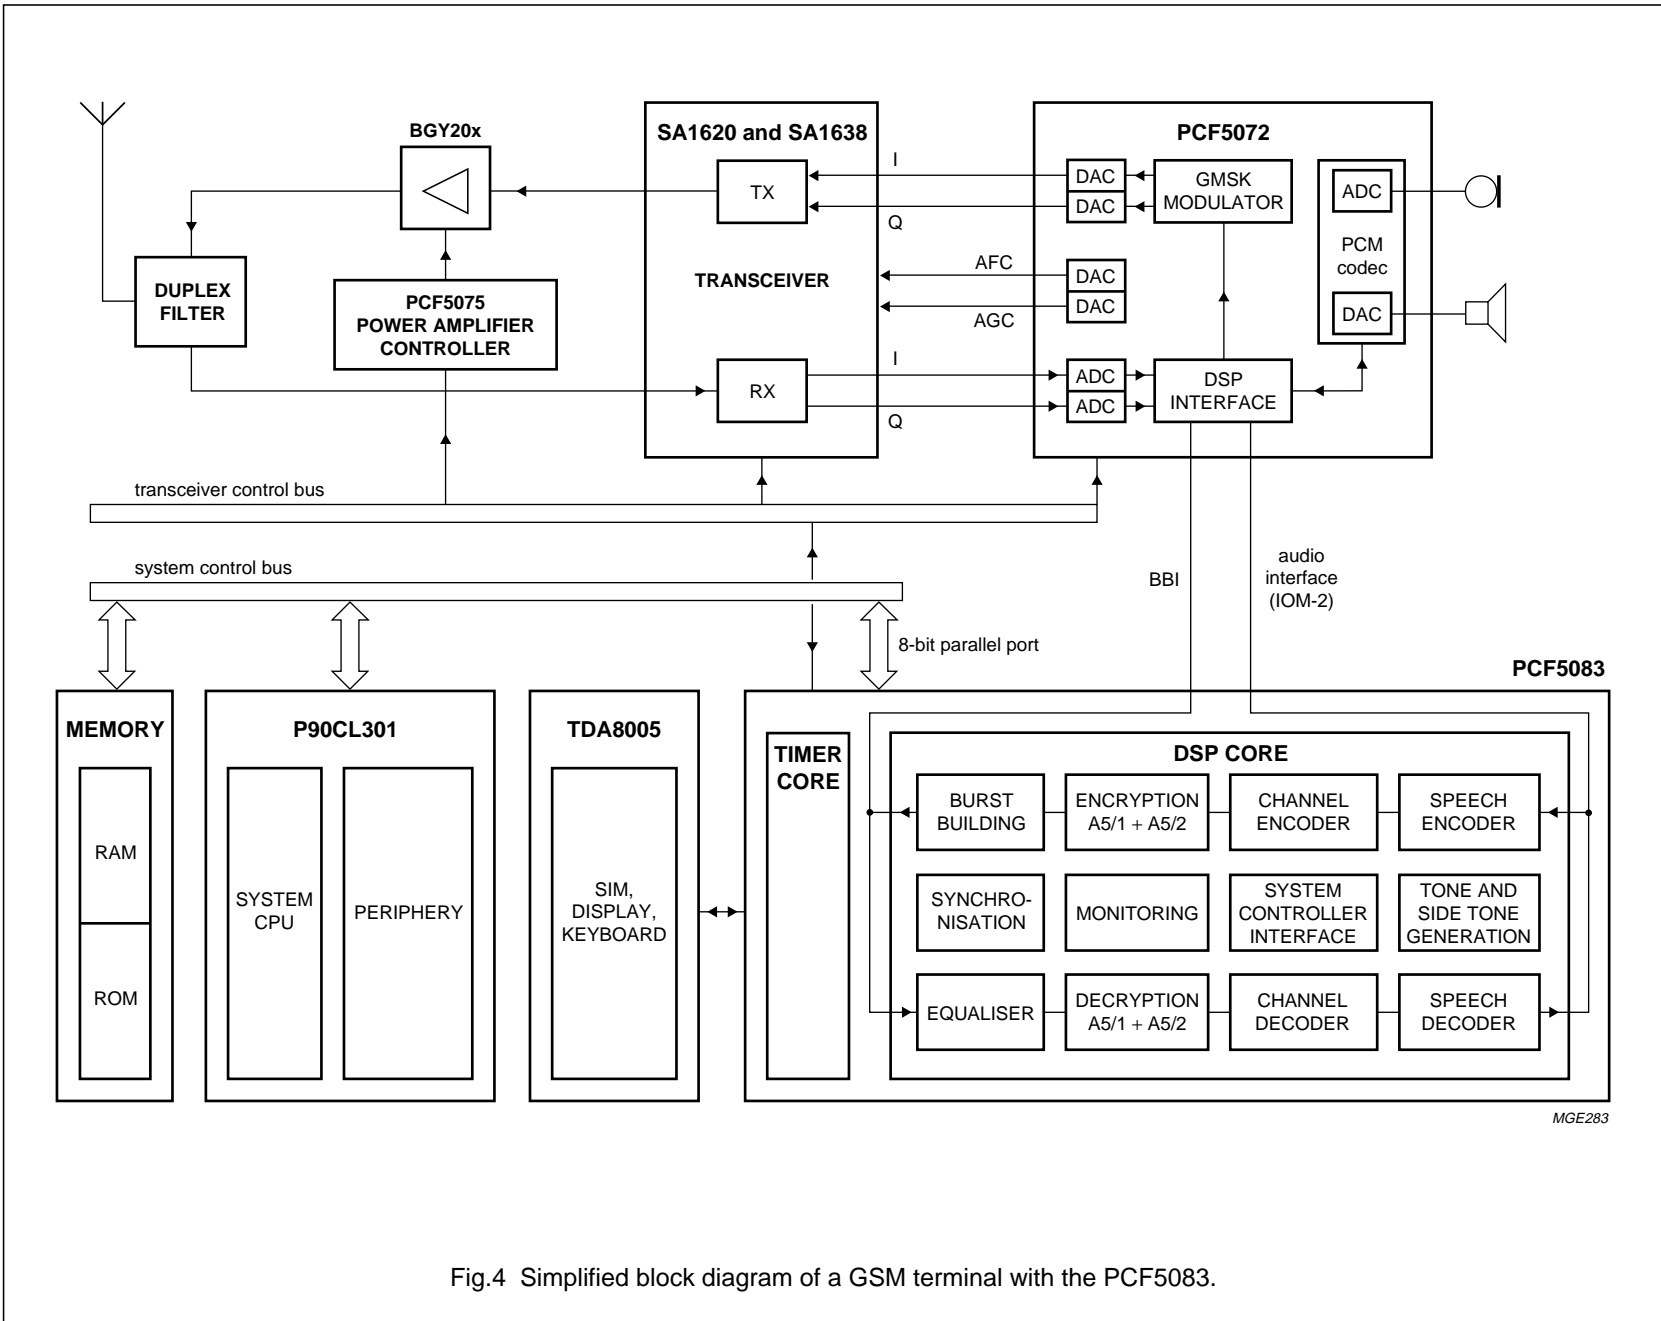 BGY20x
SA1620 and SA1638
PCF5072
TX
I
Q
DAC
DAC
GMSK
MODULATOR
ADC
PCM
codec
DAC
DUPLEX
FILTER
PCF5075
POWER AMPLIFIER
CONTROLLER
TRANSCEIVER
AFC
AGC
DAC
DAC
RX
I
Q
ADC
ADC
DSP
INTERFACE
transceiver control bus
system control bus
BBI
audio
interface
(IOM-2)
8-bit parallel port
PCF5083
MEMORY
RAM
ROM
P90CL301
SYSTEM
CPU
PERIPHERY
TDA8005
SIM,
DISPLAY,
KEYBOARD
TIMER
CORE
DSP CORE
BURST
BUILDING
ENCRYPTION
A5/1 + A5/2
CHANNEL
ENCODER
SPEECH
ENCODER
SYNCHRO-
NISATION
MONITORING
SYSTEM
CONTROLLER
INTERFACE
TONE AND
SIDE TONE
GENERATION
EQUALISER
DECRYPTION
A5/1 + A5/2
CHANNEL
DECODER
SPEECH
DECODER
MGE283
Fig.4 Simplified block diagram of a GSM terminal with the PCF5083.